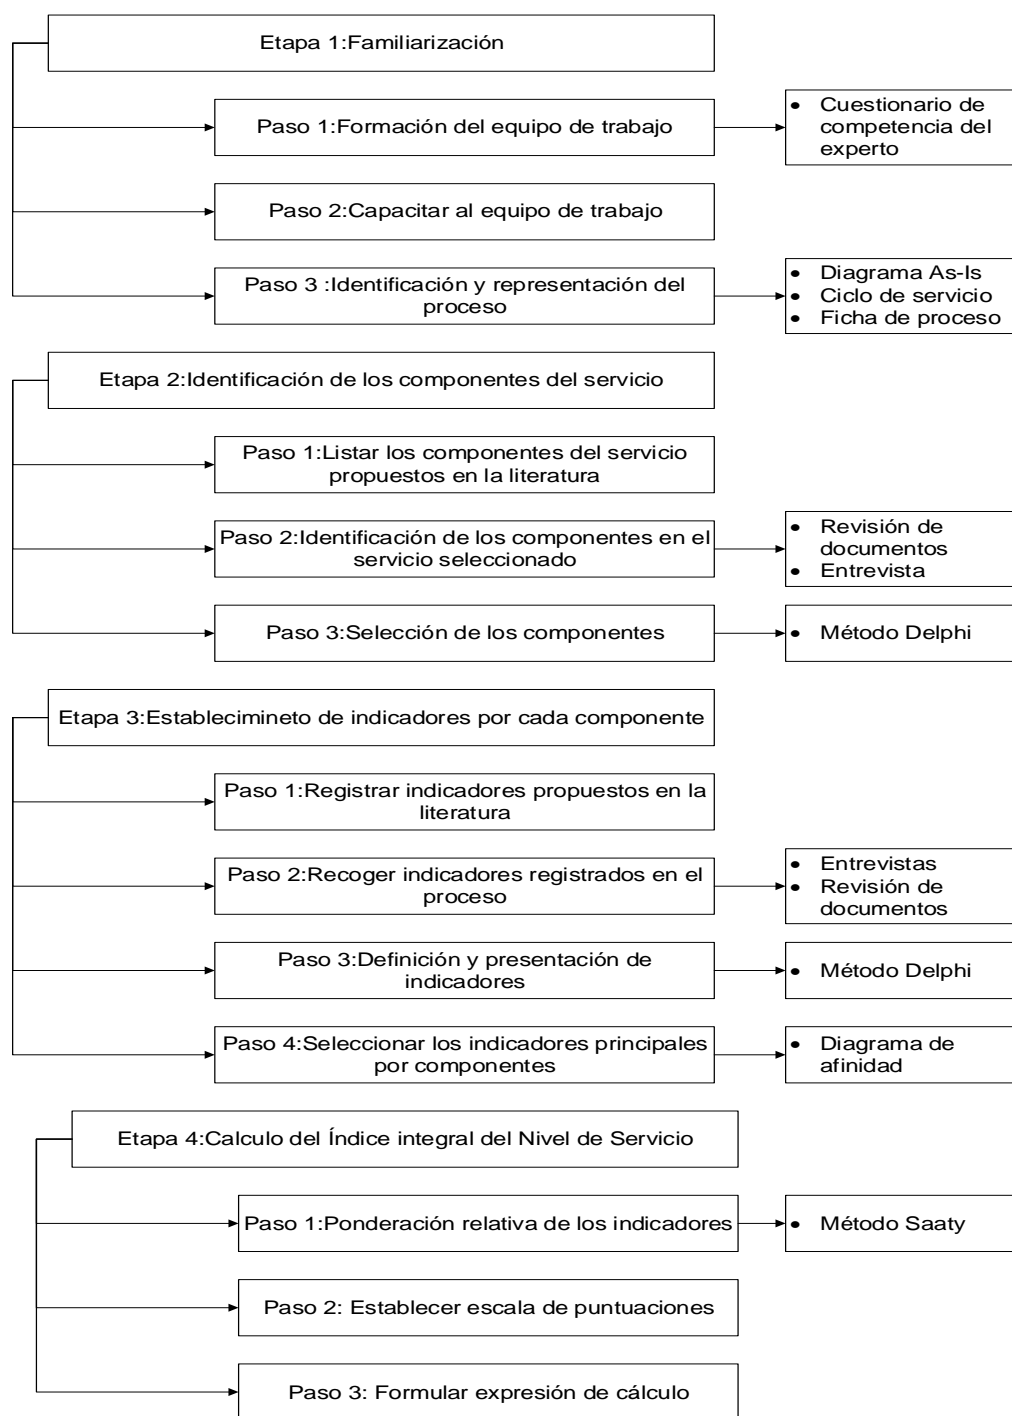 Etapa 1:Familiarización
Paso 1:Formación del equipo de trabajo
• Cuestionario de
competencia del
experto
Paso 2:Capacitar al equipo de trabajo
Paso 3 :Identificación y representación del
proceso
• Diagrama As-Is
• Ciclo de servicio
• Ficha de proceso
Etapa 2:Identificación de los componentes del servicio
Paso 1:Listar los componentes del servicio
propuestos en la literatura
Paso 2:Identificación de los componentes en el
servicio seleccionado
• Revisión de
documentos
• Entrevista
Paso 3:Selección de los componentes
• Método Delphi
Etapa 3:Establecimineto de indicadores por cada componente
Paso 1:Registrar indicadores propuestos en la
literatura
Paso 2:Recoger indicadores registrados en el
proceso
• Entrevistas
• Revisión de
documentos
Paso 3:Definición y presentación de
indicadores
• Método Delphi
Paso 4:Seleccionar los indicadores principales
por componentes
• Diagrama de
afinidad
Etapa 4:Calculo del Índice integral del Nivel de Servicio
Paso 1:Ponderación relativa de los indicadores
• Método Saaty
Paso 2: Establecer escala de puntuaciones
Paso 3: Formular expresión de cálculo